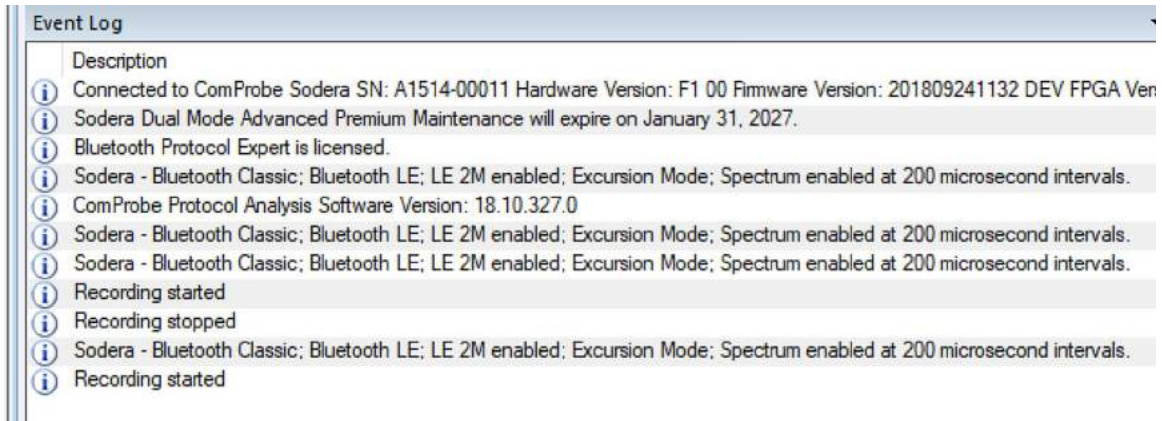 Event Log
Description
Connected to ComProbe Sodera SN: A1514-00011 Hardware Version: F1 00 Firmware Version: 201809241132 DEV FPGA Ver
Sodera Dual Mode Advanced Premium Maintenance will expire on January 31, 2027.
Bluetooth Protocol Expert is licensed.
Sodera - Bluetooth Classic; Bluetooth LE; LE 2M enabled; Excursion Mode; Spectrum enabled at 200 microsecond intervals.
ComProbe Protocol Analysis Software Version: 18.10.327.0
Sodera - Bluetooth Classic; Bluetooth LE; LE 2M enabled; Excursion Mode; Spectrum enabled at 200 microsecond intervals.
Sodera - Bluetooth Classic; Bluetooth LE; LE 2M enabled; Excursion Mode; Spectrum enabled at 200 microsecond intervals.
Recording started
Recording stopped
Sodera - Bluetooth Classic; Bluetooth LE; LE 2M enabled; Excursion Mode; Spectrum enabled at 200 microsecond intervals.
Recording started